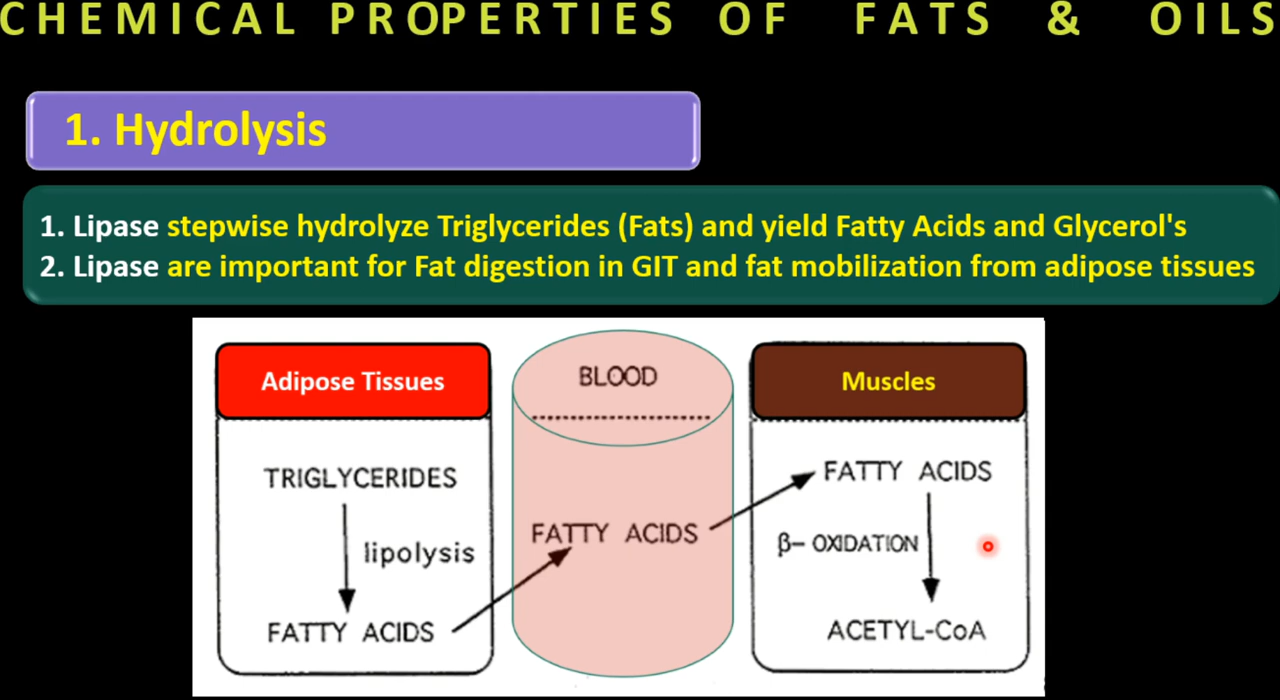 CHEMICAL PROPERTIES OF FATS & OILS
1. Hydrolysis
1. Lipase stepwise hydrolyze Triglycerides (Fats) and yield Fatty Acids and Glycerol's
2. Lipase are important for Fat digestion in GIT and fat mobilization from adipose tissues
Adipose Tissues
TRIGLYCERIDES
lipolysis
FATTY ACIDS
BLOOD
FATTY ACIDS
Muscles
FATTY ACIDS
β- OXIDATION
ACETYL-CoA